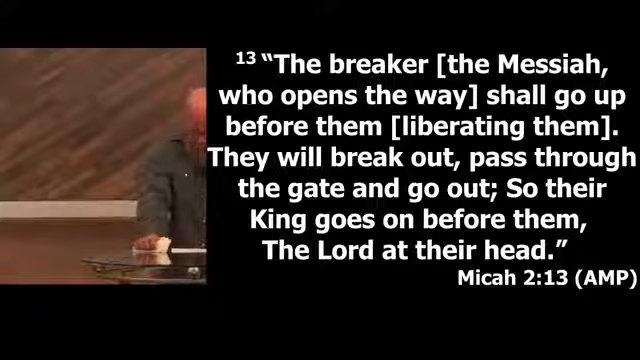 13 “The breaker [the Messiah,
who opens the way] shall go up
before them [liberating them].
They will break out, pass through
the gate and go out; So their
King goes on before them,
The Lord at their head.”
Micah 2:13 (AMP)